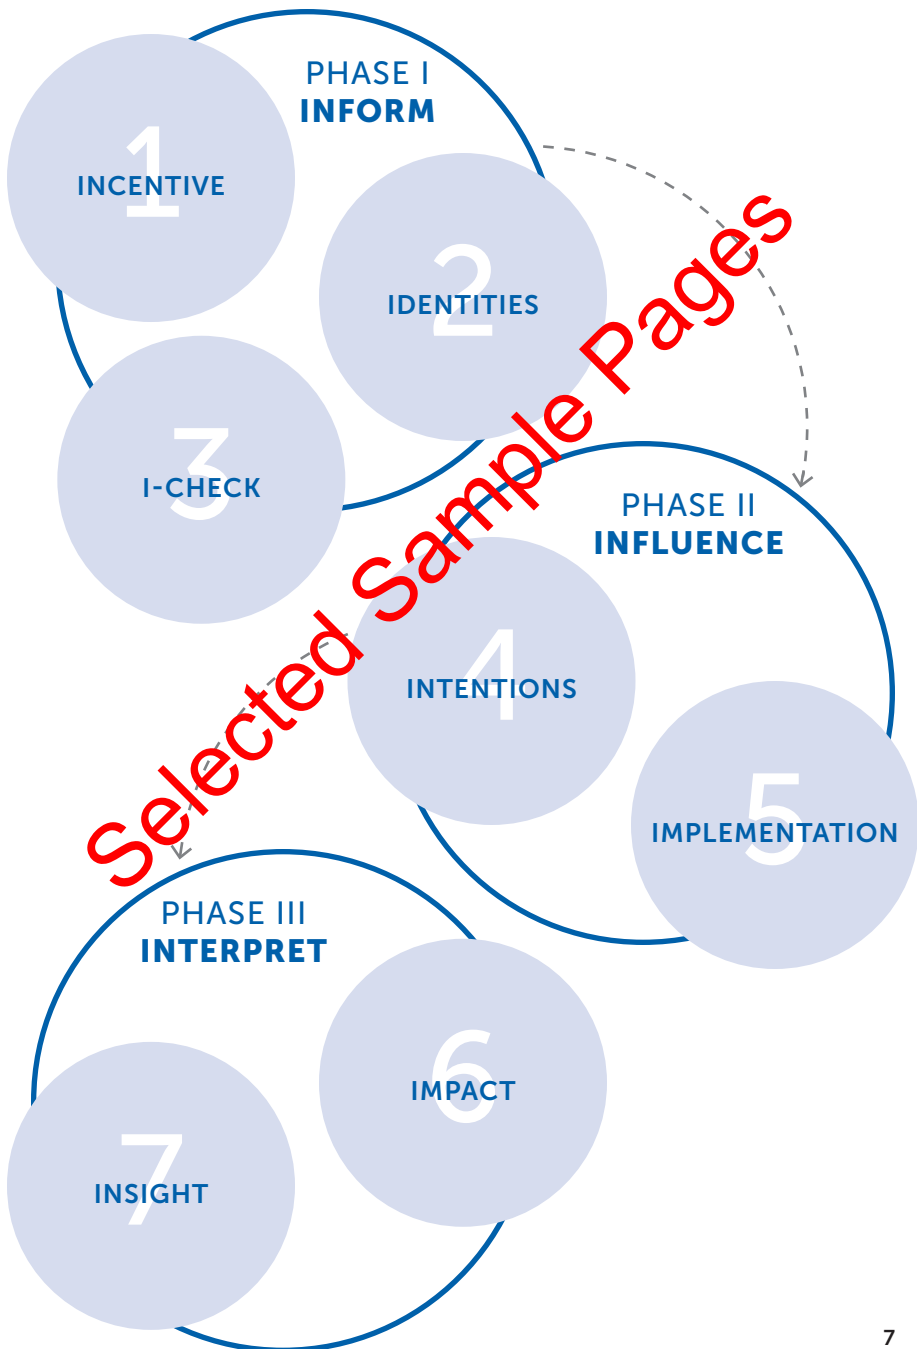 PHASE I
INFORM
1
INCENTIVE
2
IDENTITIES
3
I-CHECK
PHASE II
INFLUENCE
4
INTENTIONS
5
IMPLEMENTATION
PHASE III
INTERPRET
6
IMPACT
7
INSIGHT
Selected Sample Pages
7